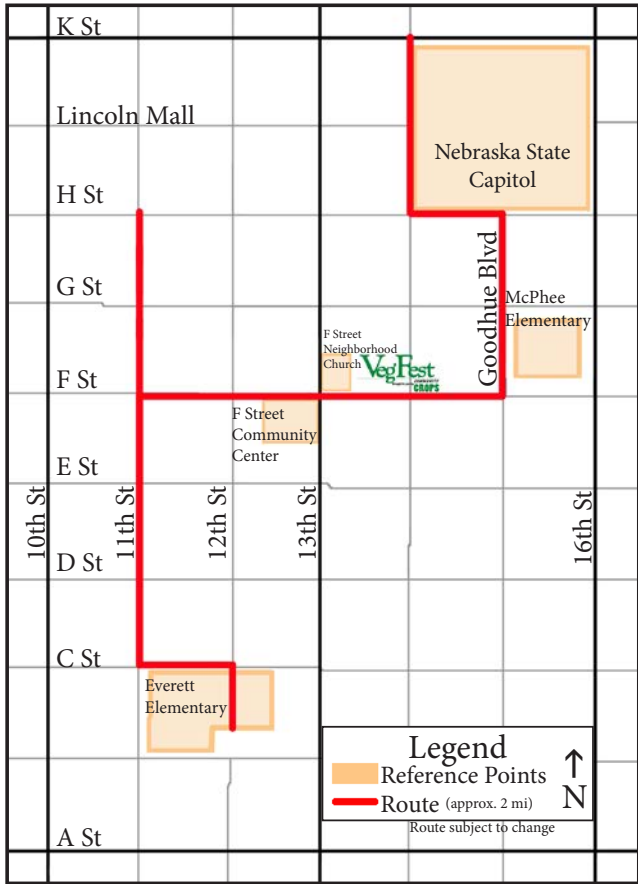 K St
Lincoln Mall
Nebraska State
Capitol
H St
Goodhue Blvd
G St
McPhee
Elementary
F Street
Neighborhood
Church
VegFest
CROPS
F St
F Street
Community
Center
E St
10th St
11th St
12th St
13th St
16th St
D St
C St
Everett
Elementary
Legend
Reference Points
Route (approx. 2 mi)
N
Route subject to change
A St